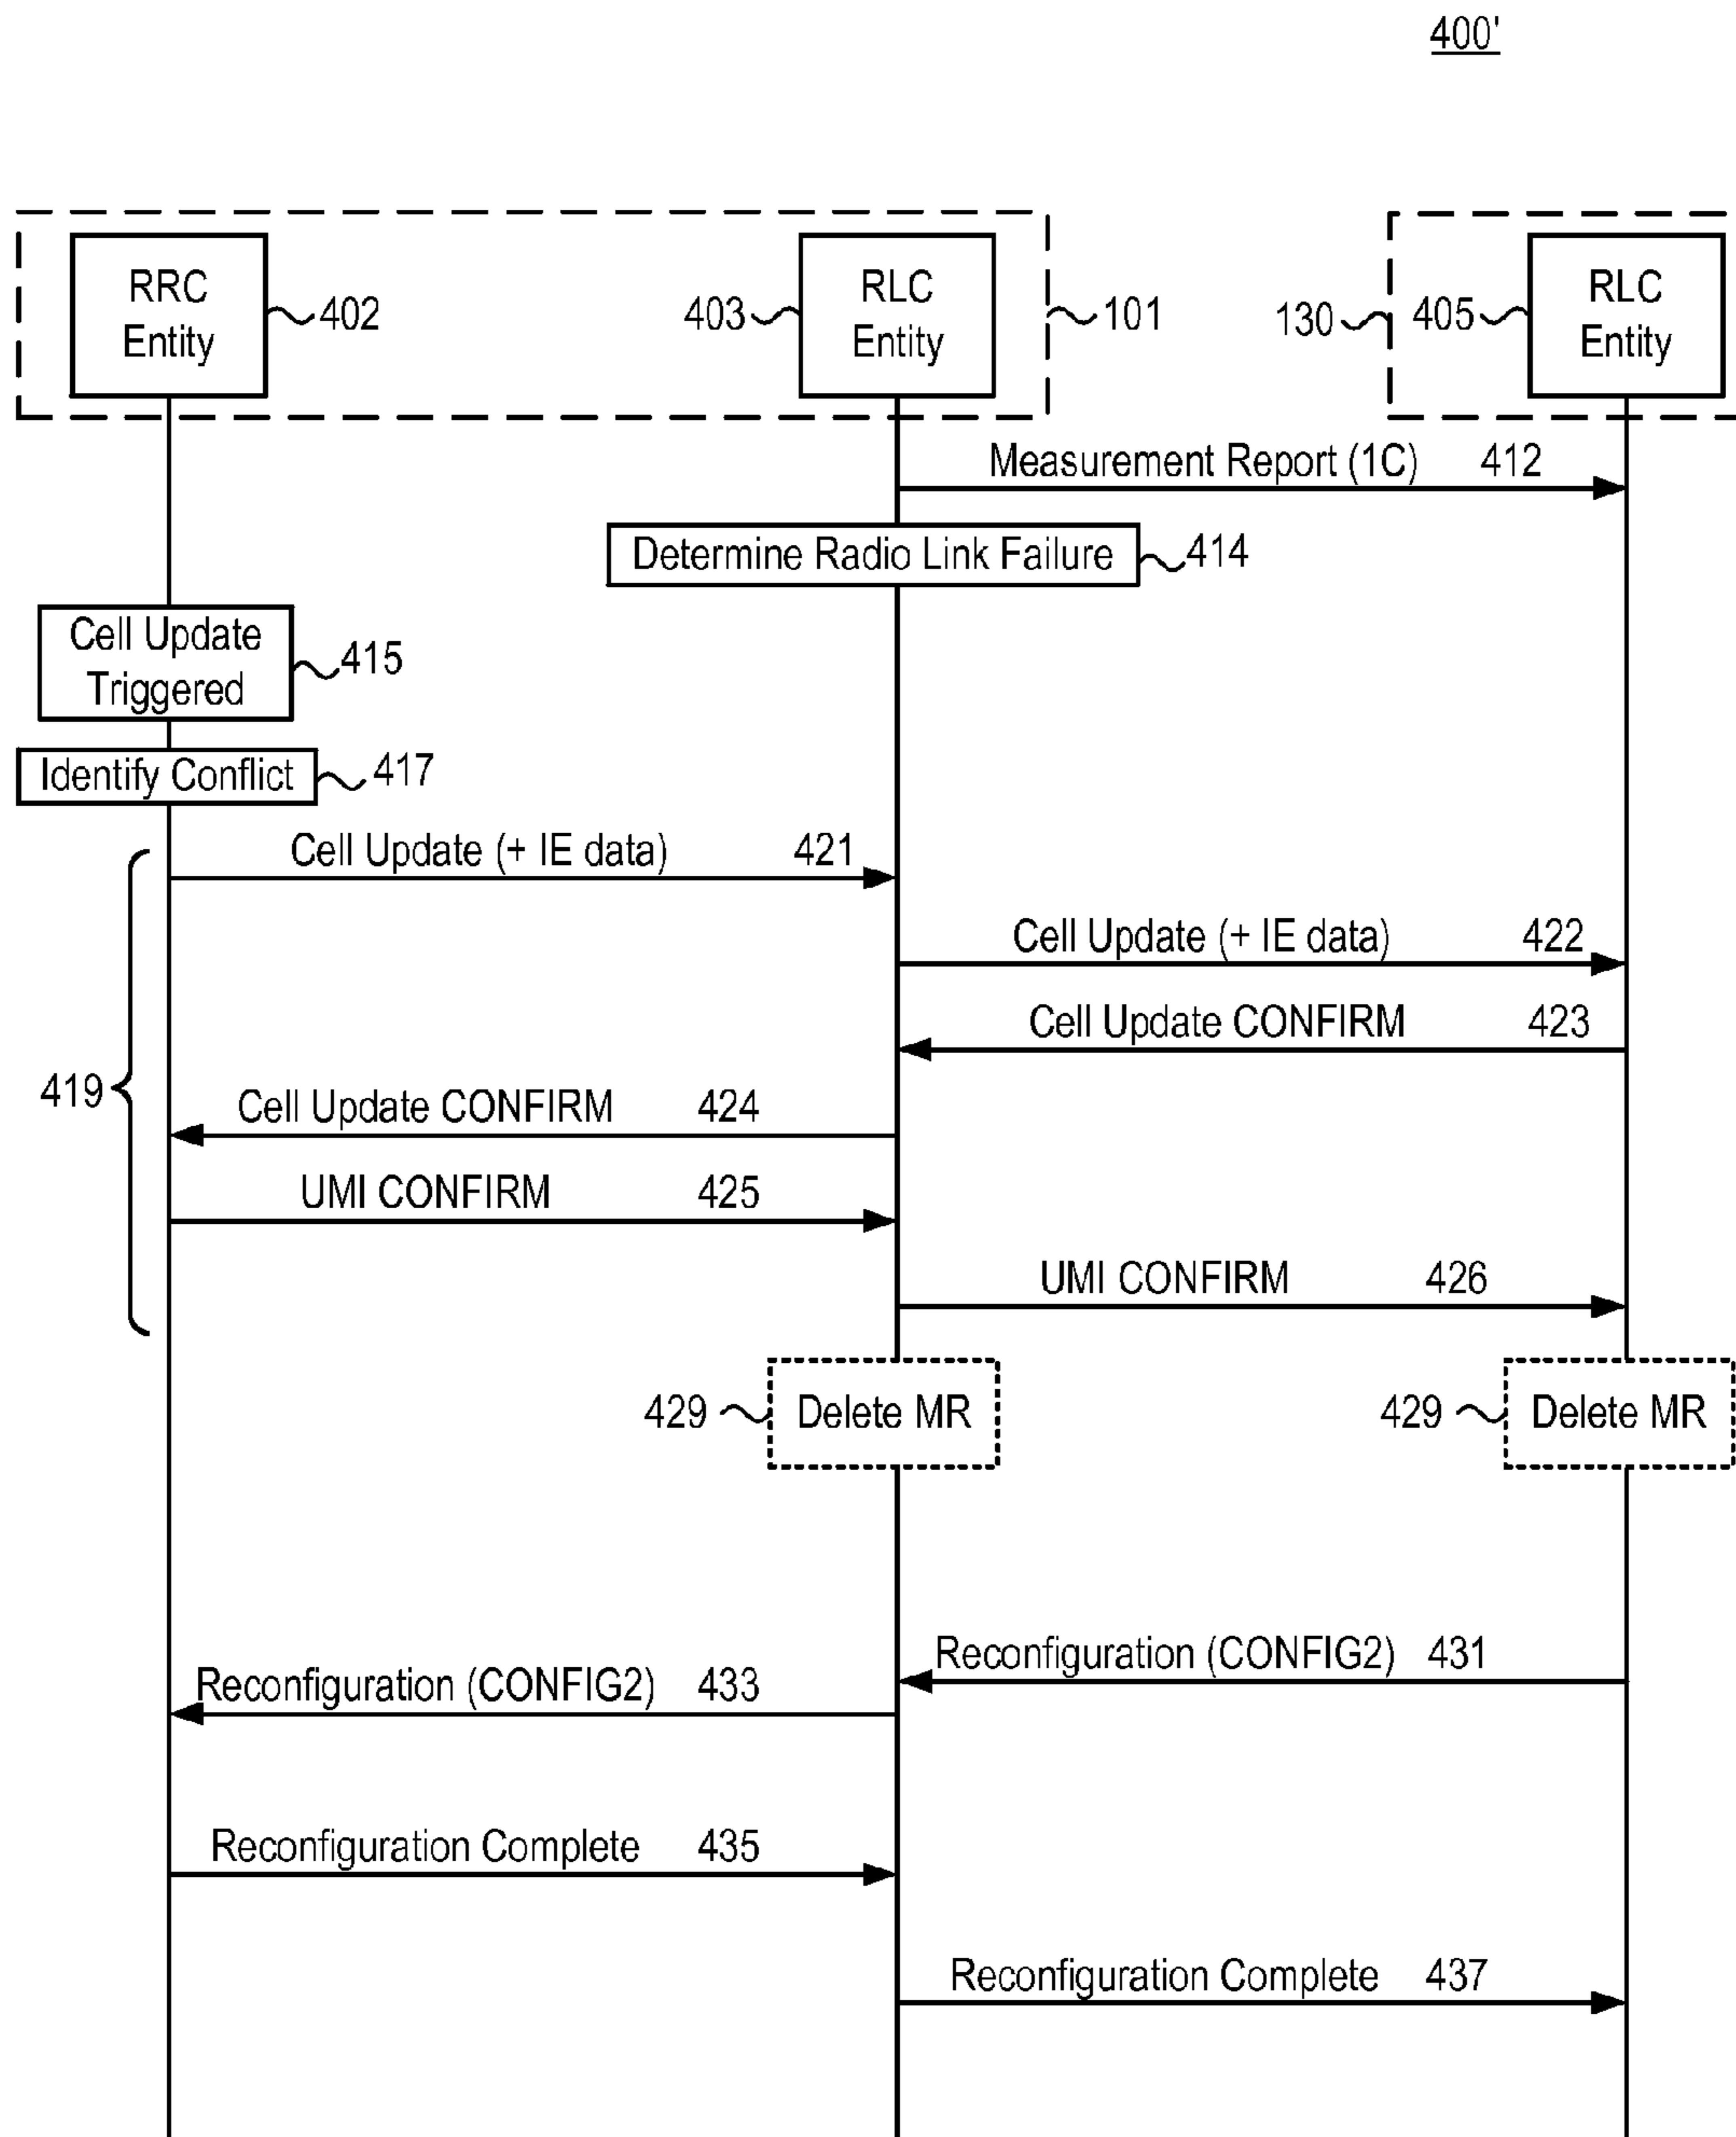 400'
RRC
Entity
402
403
RLC
Entity
101
130
405
RLC
Entity
Measurement Report (1C) 412
Determine Radio Link Failure
414
Cell Update
Triggered
415
Identify Conflict
417
Cell Update (+ IE data) 421
Cell Update (+ IE data) 422
Cell Update CONFIRM 423
419
Cell Update CONFIRM 424
UMI CONFIRM 425
UMI CONFIRM 426
429
Delete MR
429
Delete MR
Reconfiguration (CONFIG2) 431
Reconfiguration (CONFIG2) 433
Reconfiguration Complete 435
Reconfiguration Complete 437